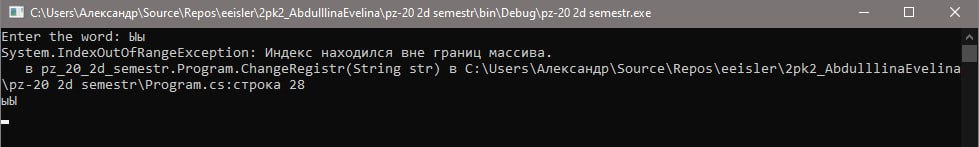 C:\Users\Александр\Source\Repos\eeisler\2pk2_AbdulllinaEvelina\pz-20 2d semestr\bin\Debug\pz-20 2d semestr.exe
Enter the word: Ыы
System.IndexOutOfRangeException: Индекс находился вне границ массива.
   в pz_20_2d_semestr.Program.ChangeRegistr(String str) в C:\Users\Александр\Source\Repos\eeisler\2pk2_AbdulllinaEvelina
\pz-20 2d semestr\Program.cs:строка 28
ыЫ